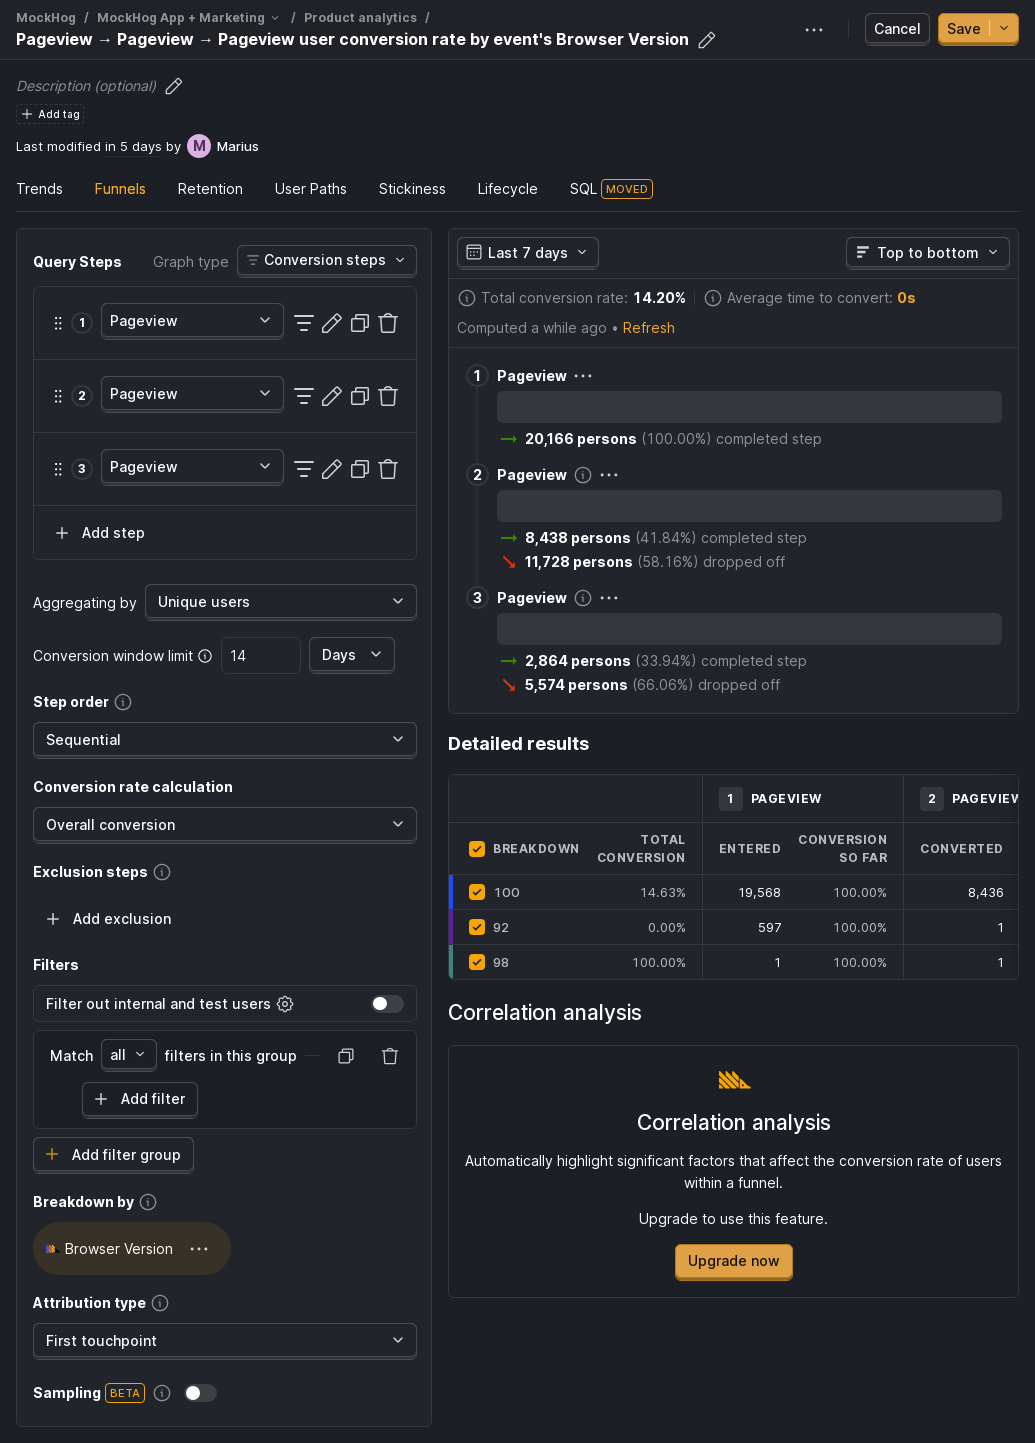 MockHog / MockHog App + Marketing / Product analytics /
Pageview → Pageview → Pageview user conversion rate by event's Browser Version
Cancel
Save
Description (optional)
Add tag
Last modified in 5 days by M Marius
Trends Funnels Retention User Paths Stickiness Lifecycle SQL MOVED
Query Steps Graph type Conversion steps
1 Pageview
2 Pageview
3 Pageview
Add step
Aggregating by Unique users
Conversion window limit 14 Days
Step order
Sequential
Conversion rate calculation
Overall conversion
Exclusion steps
Add exclusion
Filters
Filter out internal and test users
Match all filters in this group
Add filter
Add filter group
Breakdown by
Browser Version
Attribution type
First touchpoint
Sampling BETA
Last 7 days Top to bottom
Total conversion rate: 14.20% Average time to convert: 0s
Computed a while ago • Refresh
1 Pageview
20,166 persons (100.00%) completed step
2 Pageview
8,438 persons (41.84%) completed step
11,728 persons (58.16%) dropped off
3 Pageview
2,864 persons (33.94%) completed step
5,574 persons (66.06%) dropped off
Detailed results
1 PAGEVIEW 2 PAGEVIEW
BREAKDOWN TOTAL CONVERSION ENTERED CONVERSION SO FAR CONVERTED
100 14.63% 19,568 100.00% 8,436
92 0.00% 597 100.00% 1
98 100.00% 1 100.00% 1
Correlation analysis
Correlation analysis
Automatically highlight significant factors that affect the conversion rate of users
within a funnel.
Upgrade to use this feature.
Upgrade now